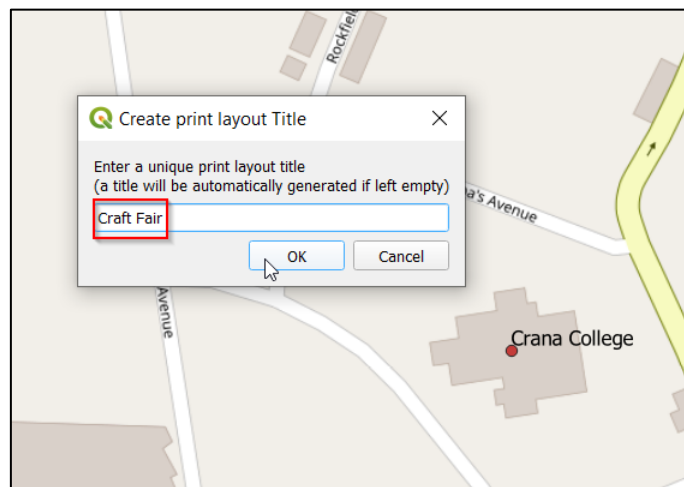 Rockfield
Create print layout Title
Enter a unique print layout title
(a title will be automatically generated if left empty)
Craft Fair
OK
Cancel
a's Avenue
Avenue
Crana College